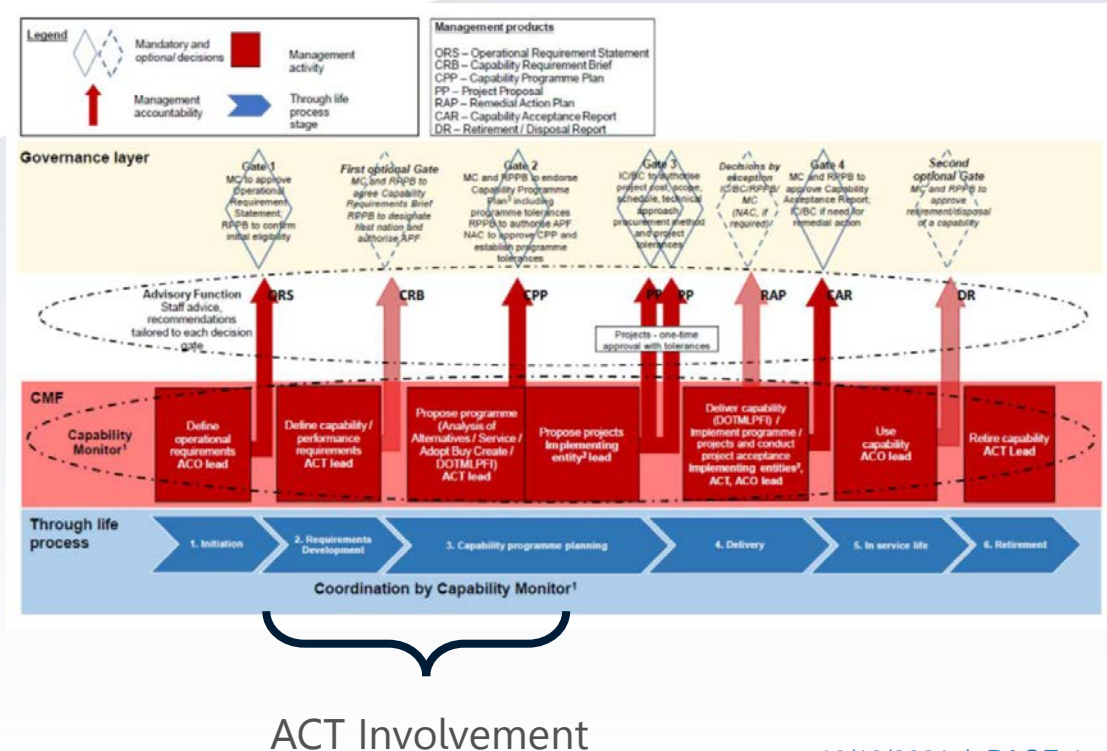 Legend
Mandatory and
optional decisions
Management
activity
Management
accountability
Through life
process
stage
Management products
ORS – Operational Requirement Statement
CRB – Capability Requirement Brief
CPP – Capability Programme Plan
PP – Project Proposal
RAP – Remedial Action Plan
CAR – Capability Acceptance Report
DR – Retirement / Disposal Report
Governance layer
Gate 1
MC to approve
Operational
Requirement
Statement;
RPPB to confirm
initial eligibility
First optional Gate
MC and RPPB to
agree Capability
Requirements Brief
RPPB to designate
Host nation and
authorise APF
Gate 2
MC and RPPB to endorse
Capability Programme
Plan including
programme tolerances
RPPB to authorise APF
NAC to approve CPP and
establish programme
tolerances
Gate 3
IC/BC to authorise
project cost, scope,
schedule, technical
approach,
procurement method
and project
tolerances
Decisions by
exception
IC/BC/RPPB/
MC
(NAC, if
required)
Gate 4
MC and RPPB to
approve Capability
Acceptance Report;
IC/BC if need for
remedial action
Second
optional Gate
MC and RPPB to
approve
retirement/disposal
of a capability
Advisory Function
Staff advice,
recommendations
tailored to each decision
gate
ORS
CRB
CPP
PP
PP
RAP
CAR
DR
Projects - one-time
approval with tolerances
CMF
Capability
Monitor¹
Define
operational
requirements
ACO lead
Define capability /
performance
requirements
ACT lead
Propose programme
(Analysis of
Alternatives / Service /
Adopt Buy Create /
DOTMLPFI)
ACT lead
Propose projects
Implementing
entity² lead
Deliver capability
(DOTMLPFI) /
Implement programme /
projects and conduct
project acceptance
Implementing entities²,
ACT, ACO lead
Use
capability
ACO lead
Retire capability
ACT Lead
Through life
process
1. Initiation
2. Requirements
Development
3. Capability programme planning
4. Delivery
5. In service life
6. Retirement
Coordination by Capability Monitor¹
ACT Involvement